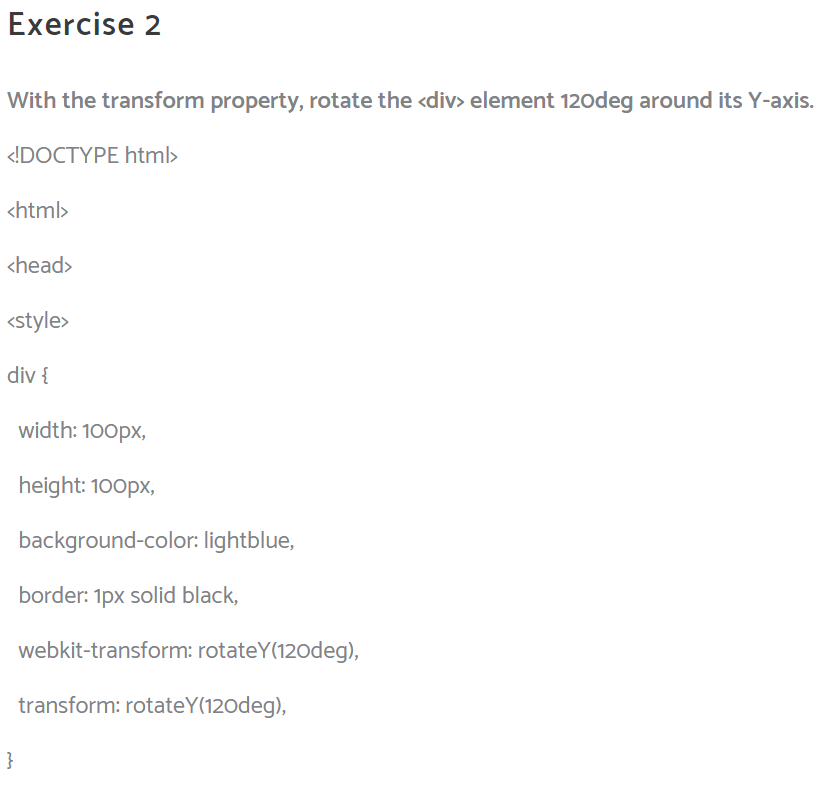 Exercise 2
With the transform property, rotate the <div> element 120deg around its Y-axis.
<!DOCTYPE html>
<html>
<head>
<style>
div {
width: 100px,
height: 100px,
background-color: lightblue,
border: 1px solid black,
webkit-transform: rotateY(120deg),
transform: rotateY(120deg),
}